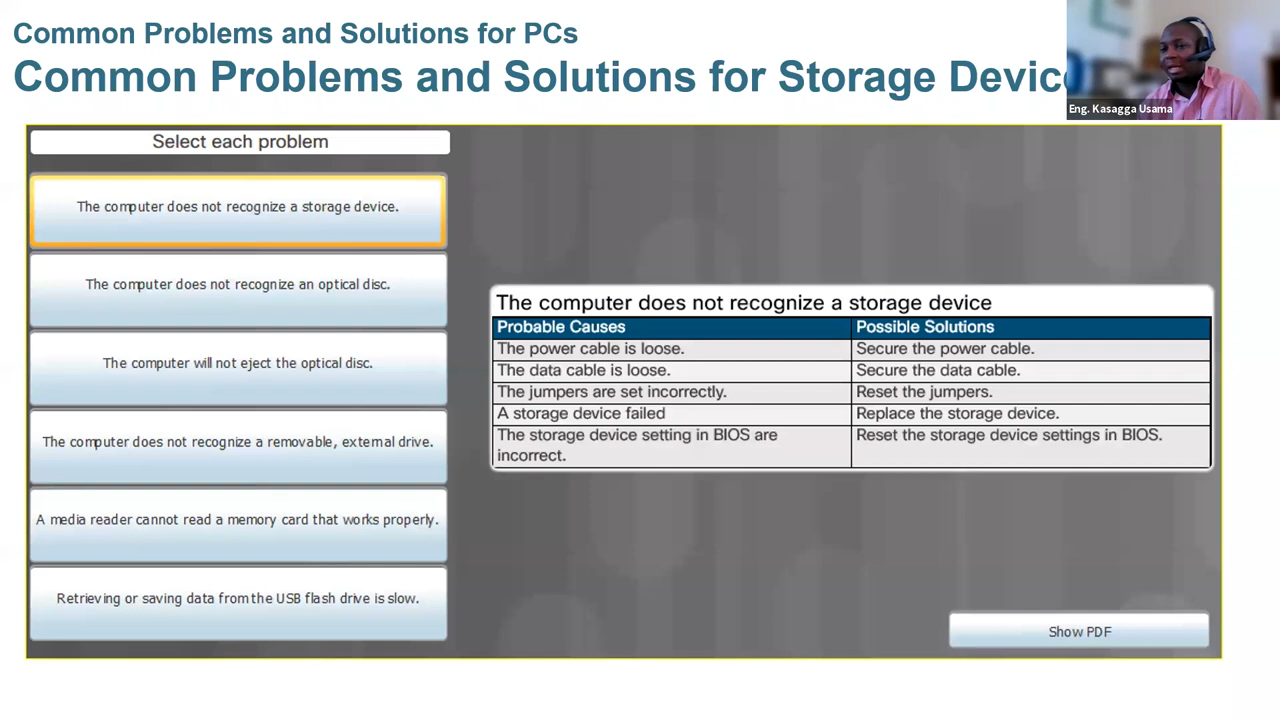 Common Problems and Solutions for PCs
Common Problems and Solutions for Storage Device
Eng. Kasagga Usama
Select each problem
The computer does not recognize a storage device.
The computer does not recognize an optical disc.
The computer will not eject the optical disc.
The computer does not recognize a removable, external drive.
A media reader cannot read a memory card that works properly.
Retrieving or saving data from the USB flash drive is slow.
The computer does not recognize a storage device
Probable Causes Possible Solutions
The power cable is loose. Secure the power cable.
The data cable is loose. Secure the data cable.
The jumpers are set incorrectly. Reset the jumpers.
A storage device failed Replace the storage device.
The storage device setting in BIOS are Reset the storage device settings in BIOS.
incorrect.
Show PDF